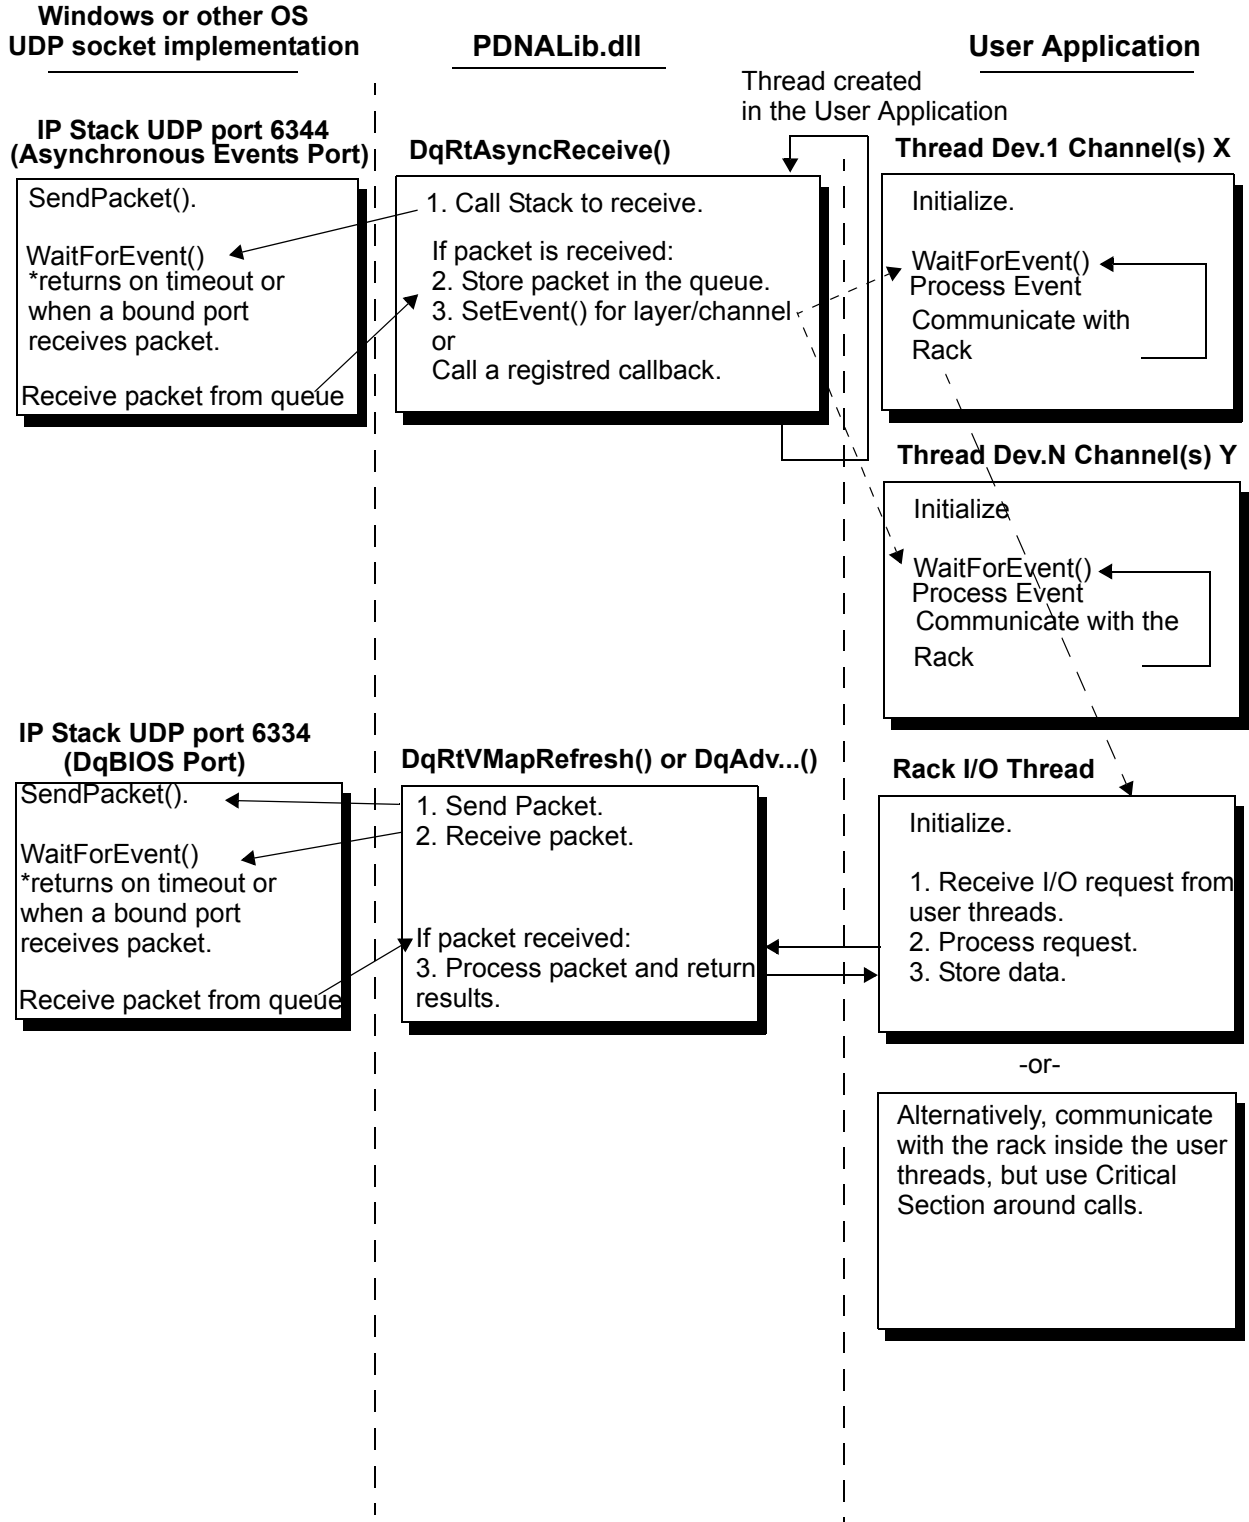 Windows or other OS
UDP socket implementation
PDNALib.dll
User Application
Thread created
in the User Application
IP Stack UDP port 6344
(Asynchronous Events Port)
SendPacket().
WaitForEvent()
*returns on timeout or
when a bound port
receives packet.
Receive packet from queue
DqRtAsyncReceive()
1. Call Stack to receive.
If packet is received:
2. Store packet in the queue.
3. SetEvent() for layer/channel
or
Call a registred callback.
Thread Dev.1 Channel(s) X
Initialize.
WaitForEvent()
Process Event
Communicate with
Rack
Thread Dev.N Channel(s) Y
Initialize
WaitForEvent()
Process Event
Communicate with the
Rack
IP Stack UDP port 6334
(DqBIOS Port)
SendPacket().
WaitForEvent()
*returns on timeout or
when a bound port
receives packet.
Receive packet from queue
DqRtVMapRefresh() or DqAdv...()
1. Send Packet.
2. Receive packet.
If packet received:
3. Process packet and return
results.
Rack I/O Thread
Initialize.
1. Receive I/O request from
user threads.
2. Process request.
3. Store data.
-or-
Alternatively, communicate
with the rack inside the user
threads, but use Critical
Section around calls.